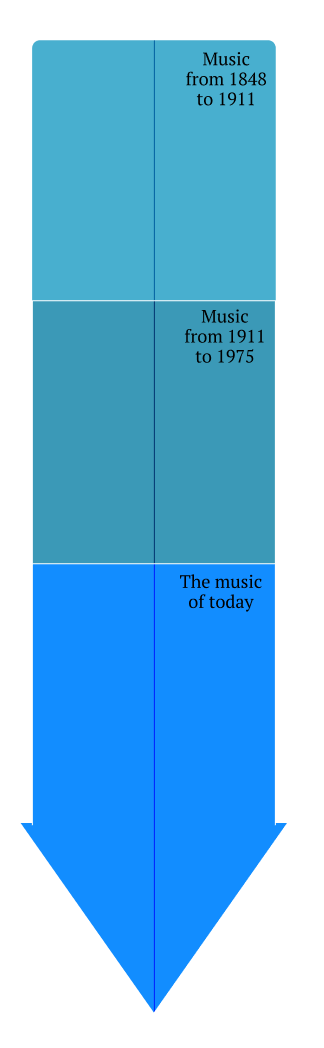 Music
from 1848
to 1911
Music
from 1911
to 1975
The music
of today